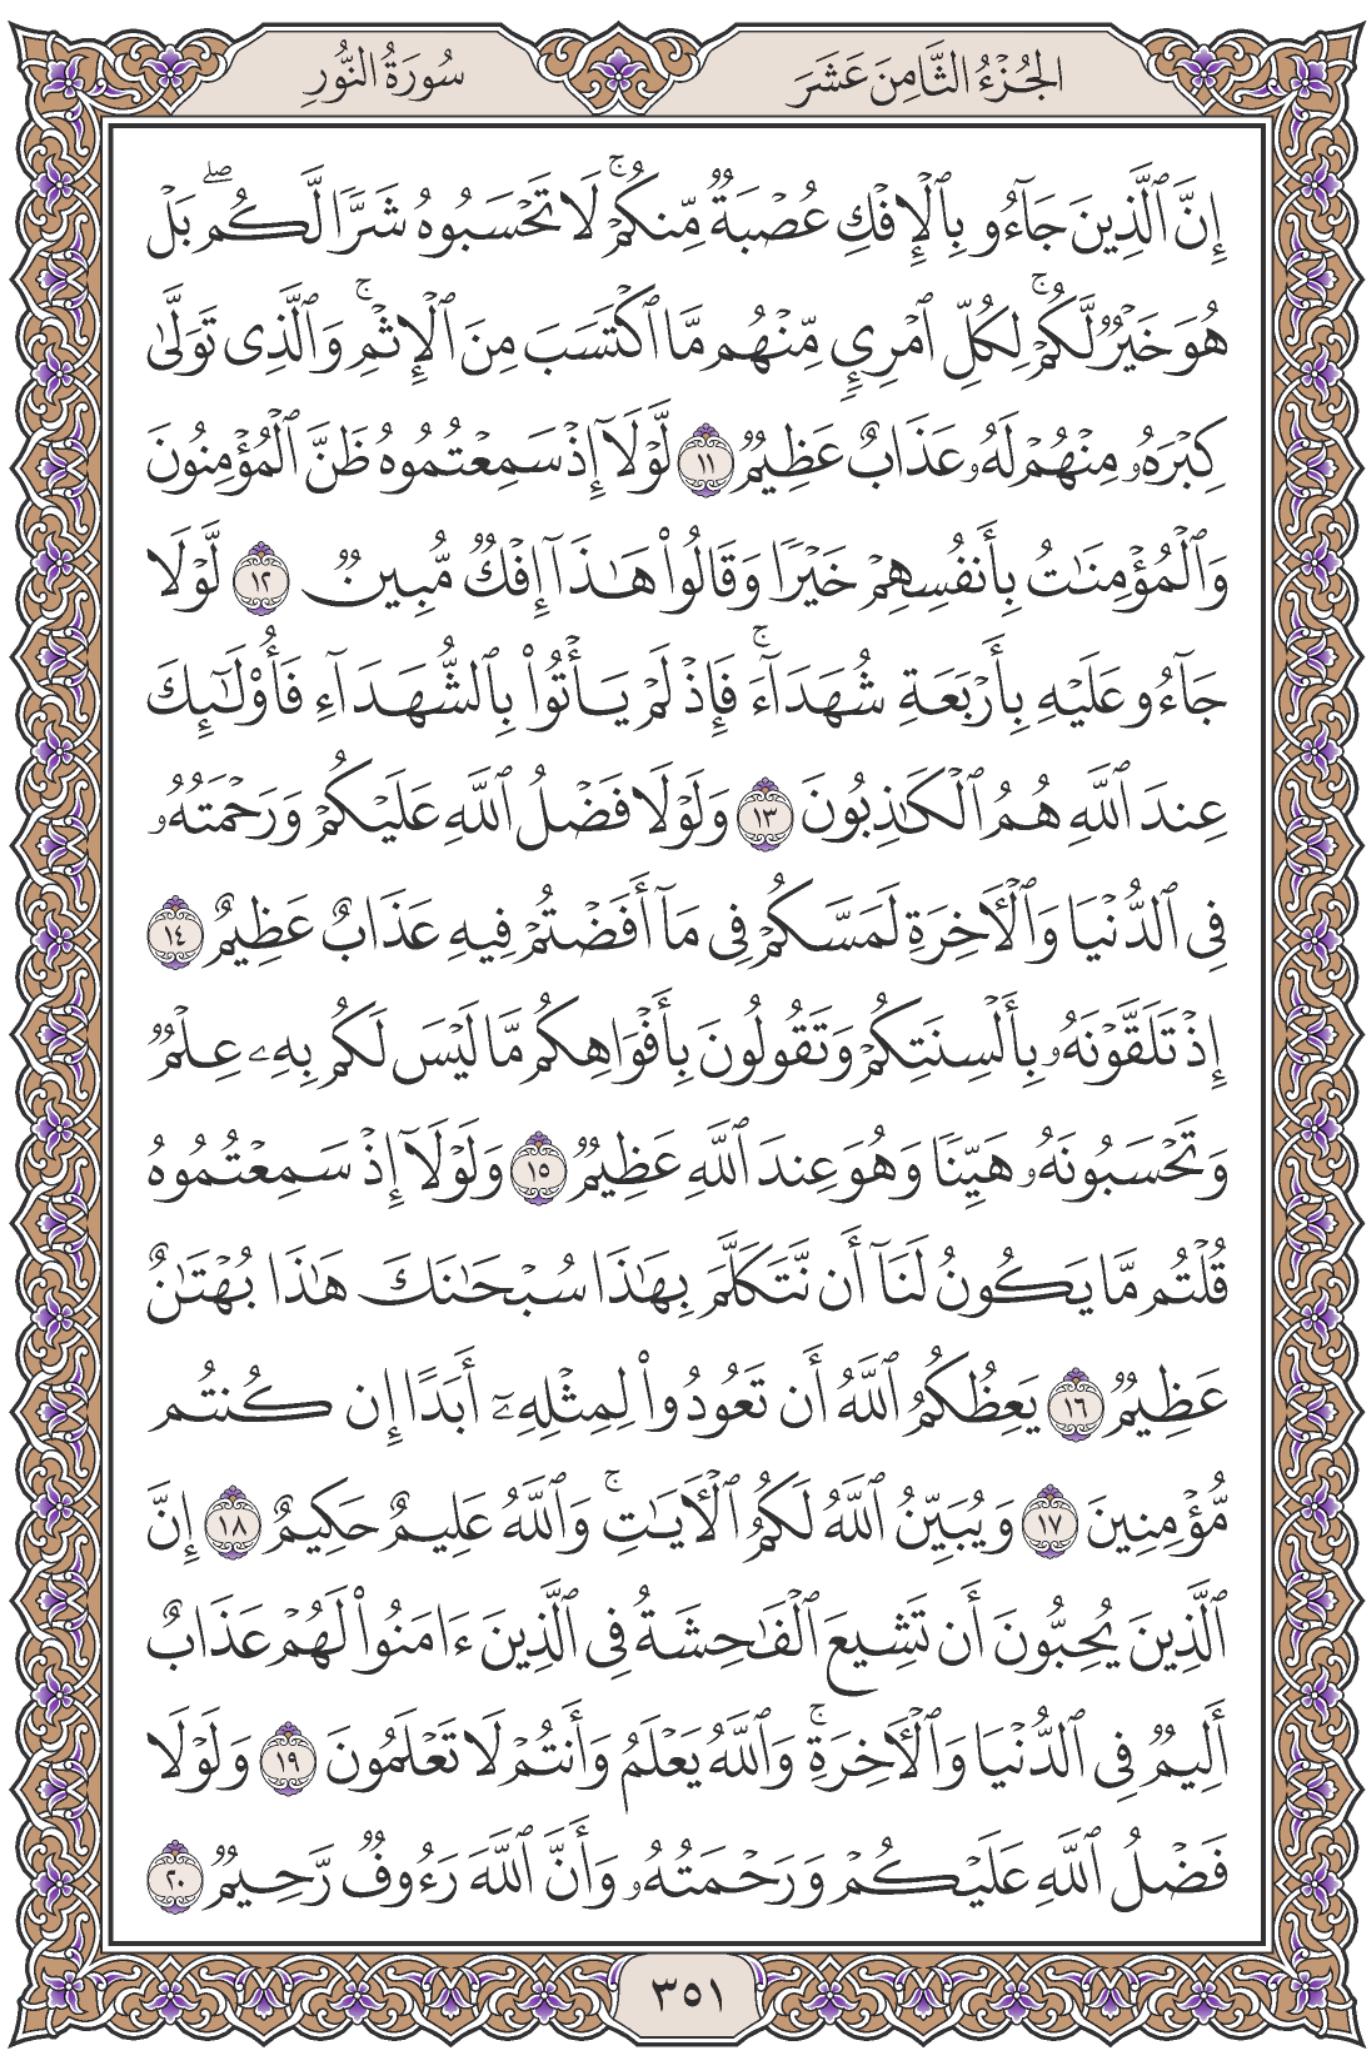 الجُزْءُ الثَّامِنَ عَشَرَ
سُورَةُ النُّورِ
إِنَّ ٱلَّذِينَ جَآءُو بِٱلْإِفْكِ عُصْبَةٌ مِّنكُمْ ۚ لَا تَحْسَبُوهُ شَرًّا لَّكُم ۖ بَلْ
هُوَ خَيْرٌ لَّكُمْ ۚ لِكُلِّ ٱمْرِئٍ مِّنْهُم مَّا ٱكْتَسَبَ مِنَ ٱلْإِثْمِ ۚ وَٱلَّذِى تَوَلَّىٰ
كِبْرَهُۥ مِنْهُمْ لَهُۥ عَذَابٌ عَظِيمٌ ١١ لَّوْلَآ إِذْ سَمِعْتُمُوهُ ظَنَّ ٱلْمُؤْمِنُونَ
وَٱلْمُؤْمِنَـٰتُ بِأَنفُسِهِمْ خَيْرًا وَقَالُوا۟ هَـٰذَآ إِفْكٌ مُّبِينٌ ١٢ لَّوْلَا
جَآءُو عَلَيْهِ بِأَرْبَعَةِ شُهَدَآءَ ۚ فَإِذْ لَمْ يَأْتُوا۟ بِٱلشُّهَدَآءِ فَأُو۟لَـٰٓئِكَ
عِندَ ٱللَّهِ هُمُ ٱلْكَـٰذِبُونَ ١٣ وَلَوْلَا فَضْلُ ٱللَّهِ عَلَيْكُمْ وَرَحْمَتُهُۥ
فِى ٱلدُّنْيَا وَٱلْـَٔاخِرَةِ لَمَسَّكُمْ فِى مَآ أَفَضْتُمْ فِيهِ عَذَابٌ عَظِيمٌ ١٤
إِذْ تَلَقَّوْنَهُۥ بِأَلْسِنَتِكُمْ وَتَقُولُونَ بِأَفْوَاهِكُم مَّا لَيْسَ لَكُم بِهِۦ عِلْمٌ
وَتَحْسَبُونَهُۥ هَيِّنًا وَهُوَ عِندَ ٱللَّهِ عَظِيمٌ ١٥ وَلَوْلَآ إِذْ سَمِعْتُمُوهُ
قُلْتُم مَّا يَكُونُ لَنَآ أَن نَّتَكَلَّمَ بِهَـٰذَا سُبْحَـٰنَكَ هَـٰذَا بُهْتَـٰنٌ
عَظِيمٌ ١٦ يَعِظُكُمُ ٱللَّهُ أَن تَعُودُوا۟ لِمِثْلِهِۦٓ أَبَدًا إِن كُنتُم
مُّؤْمِنِينَ ١٧ وَيُبَيِّنُ ٱللَّهُ لَكُمُ ٱلْـَٔايَـٰتِ ۚ وَٱللَّهُ عَلِيمٌ حَكِيمٌ ١٨ إِنَّ
ٱلَّذِينَ يُحِبُّونَ أَن تَشِيعَ ٱلْفَـٰحِشَةُ فِى ٱلَّذِينَ ءَامَنُوا۟ لَهُمْ عَذَابٌ
أَلِيمٌ فِى ٱلدُّنْيَا وَٱلْـَٔاخِرَةِ ۚ وَٱللَّهُ يَعْلَمُ وَأَنتُمْ لَا تَعْلَمُونَ ١٩ وَلَوْلَا
فَضْلُ ٱللَّهِ عَلَيْكُمْ وَرَحْمَتُهُۥ وَأَنَّ ٱللَّهَ رَءُوفٌ رَّحِيمٌ ٢٠
٣٥١